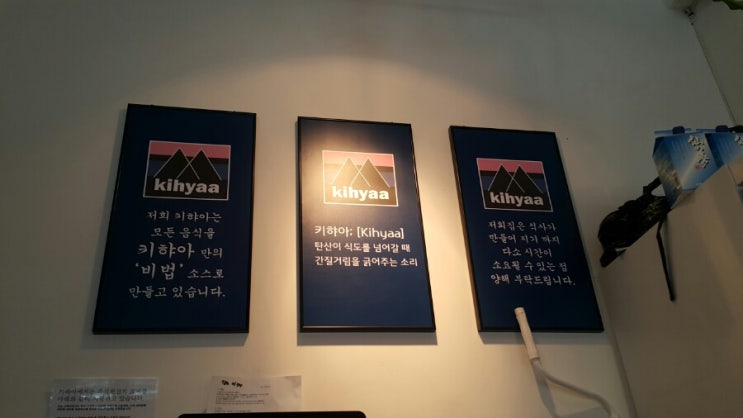 kihyaa
저희 키햐아는
모든 음식을
키햐아 만의
'비법' 소스로
만들고 있습니다.
kihyaa
키햐아; [Kihyaa]
탄산이 식도를 넘어갈 때
간질거림을 긁어주는 소리
kihyaa
저희집은 식사가
만들어 지기 까지
다소 시간이
소요될 수 있는 점
양해 부탁드립니다.